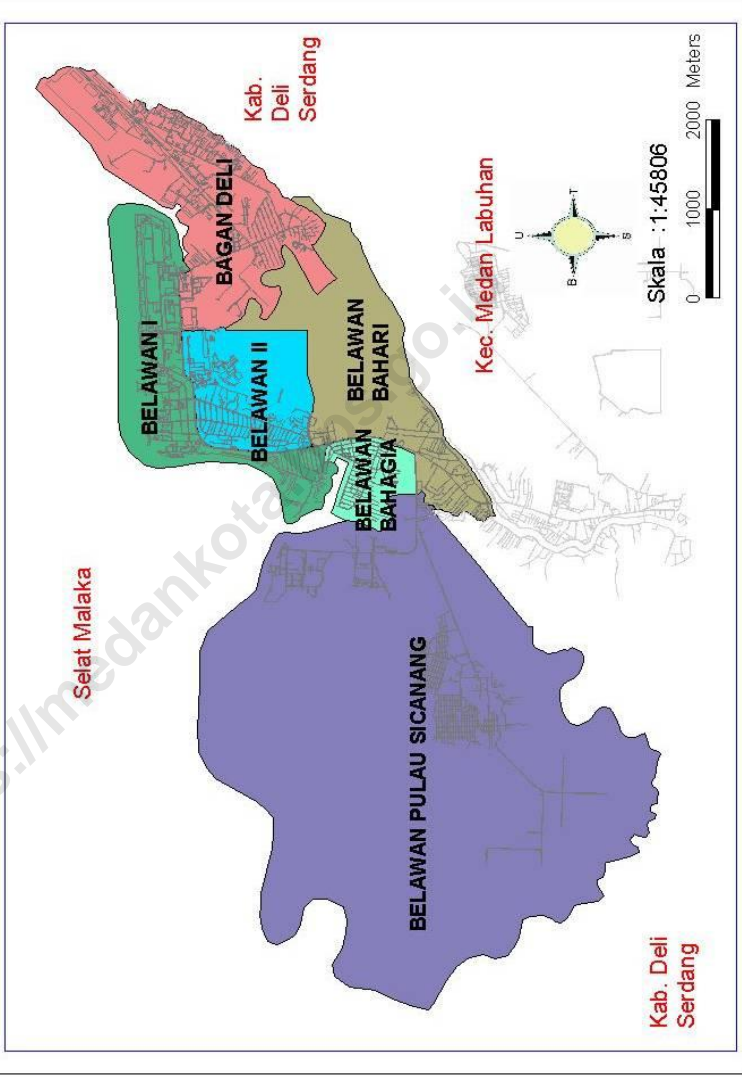 Selat Malaka
Kab.
Deli
Serdang
BELAWAN I
BAGAN DELI
BELAWAN II
BELAWAN
BAHARI
BELAWAN
BAHAGIA
BELAWAN PULAU SICANANG
Kec. Medan Labuhan
U
B
T
S
Skala :1:45806
0 1000 2000 Meters
Kab. Deli
Serdang